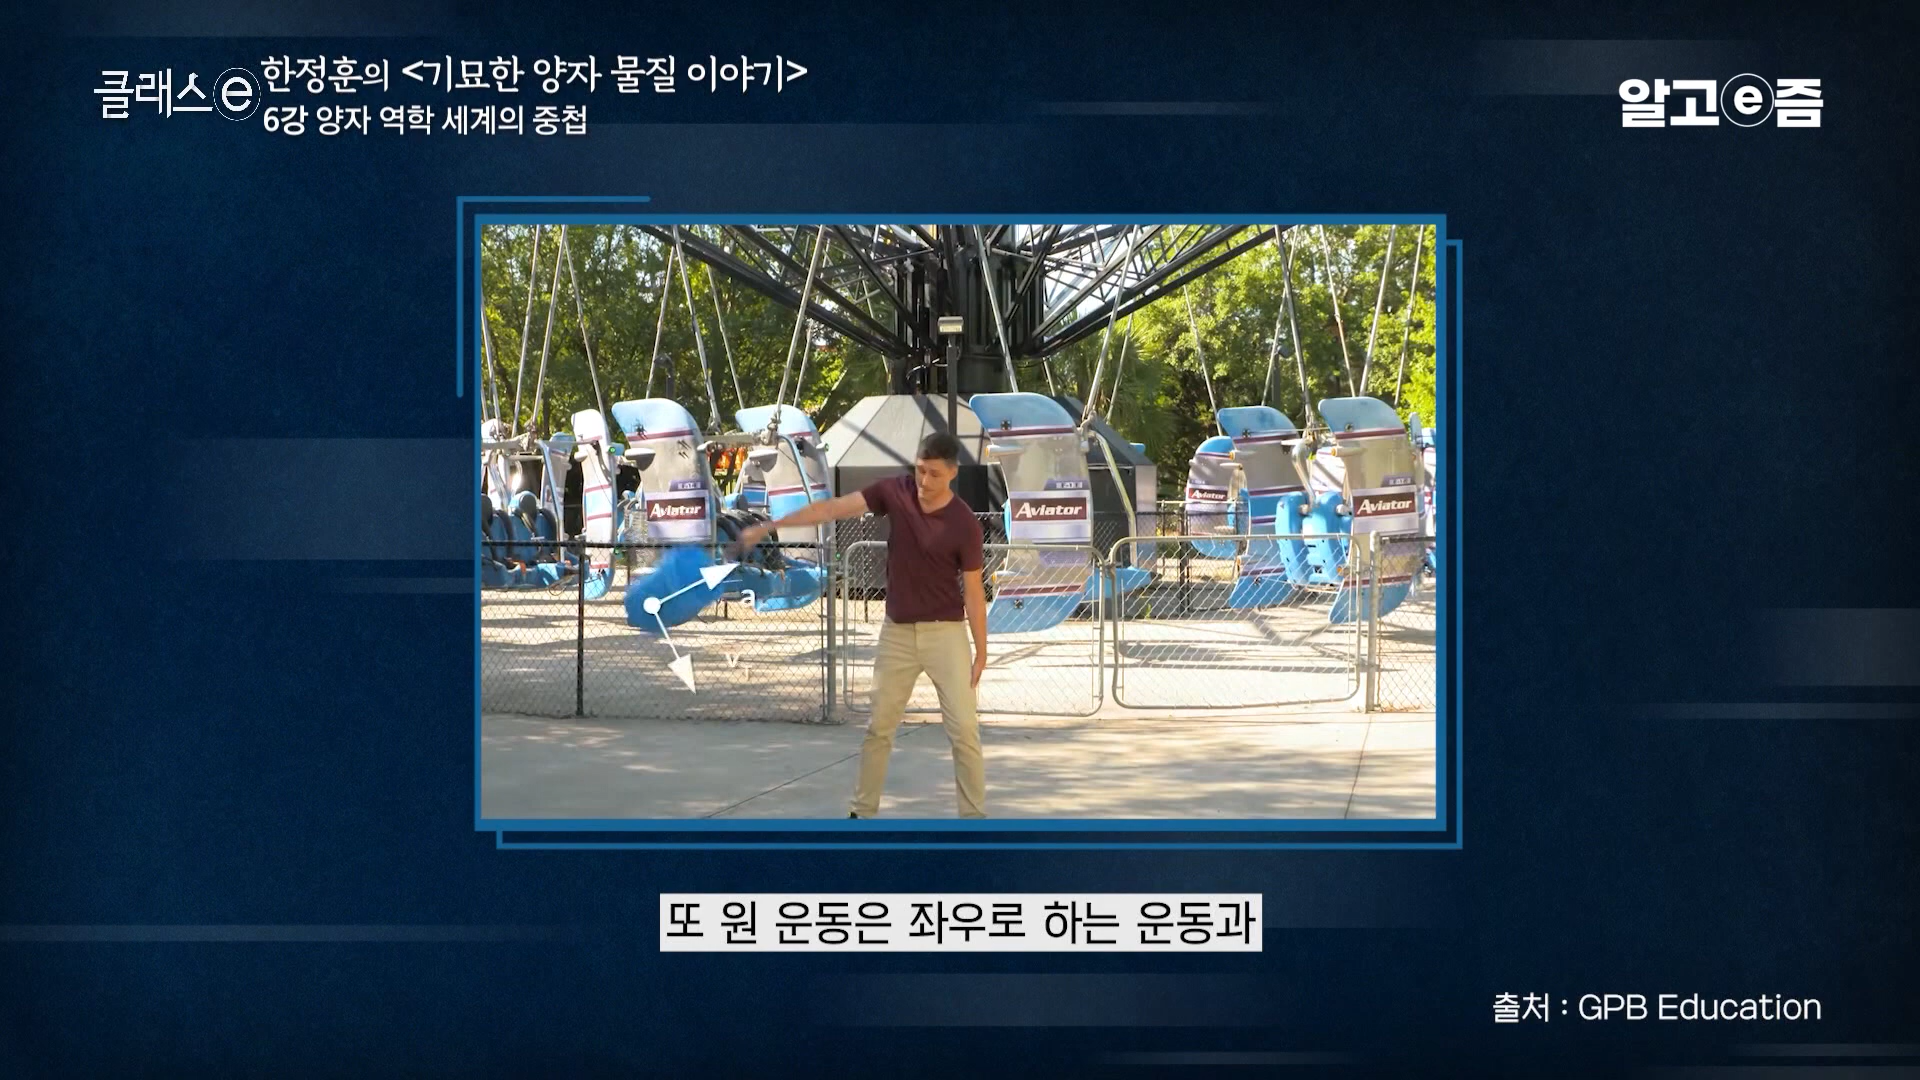 클래스e
한정훈의 <기묘한 양자 물질 이야기>
6강 양자 역학 세계의 중첩
알고e즘
Aviator
Aviator
Aviator
Aviator
a
v
또 원 운동은 좌우로 하는 운동과
출처 : GPB Education